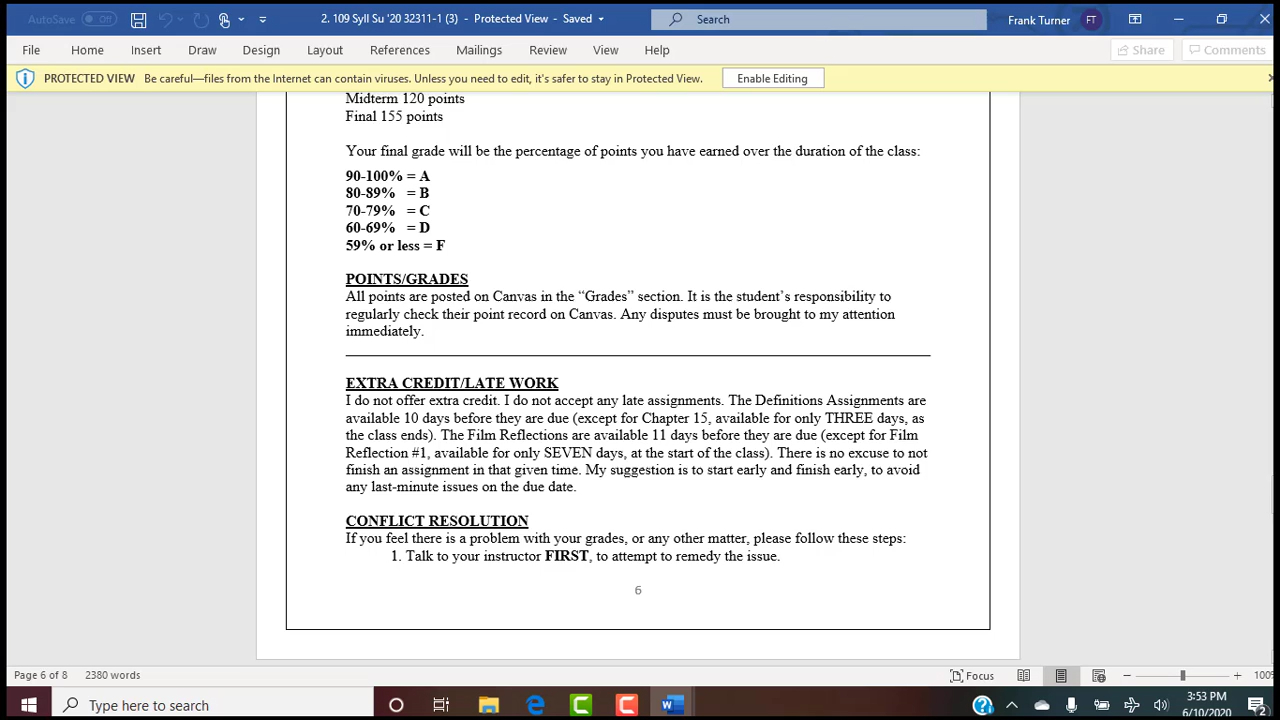 AutoSave Off 2. 109 Syll Su '20 32311-1 (3) - Protected View - Saved Search Frank Turner FT
File Home Insert Draw Design Layout References Mailings Review View Help Share Comments
PROTECTED VIEW Be careful—files from the Internet can contain viruses. Unless you need to edit, it's safer to stay in Protected View. Enable Editing
Midterm 120 points
Final 155 points
Your final grade will be the percentage of points you have earned over the duration of the class:
90-100% = A
80-89% = B
70-79% = C
60-69% = D
59% or less = F
POINTS/GRADES
All points are posted on Canvas in the “Grades” section. It is the student’s responsibility to
regularly check their point record on Canvas. Any disputes must be brought to my attention
immediately.
EXTRA CREDIT/LATE WORK
I do not offer extra credit. I do not accept any late assignments. The Definitions Assignments are
available 10 days before they are due (except for Chapter 15, available for only THREE days, as
the class ends). The Film Reflections are available 11 days before they are due (except for Film
Reflection #1, available for only SEVEN days, at the start of the class). There is no excuse to not
finish an assignment in that given time. My suggestion is to start early and finish early, to avoid
any last-minute issues on the due date.
CONFLICT RESOLUTION
If you feel there is a problem with your grades, or any other matter, please follow these steps:
1. Talk to your instructor FIRST, to attempt to remedy the issue.
6
Page 6 of 8 2380 words Focus 100%
Type here to search
3:53 PM
6/10/2020 2